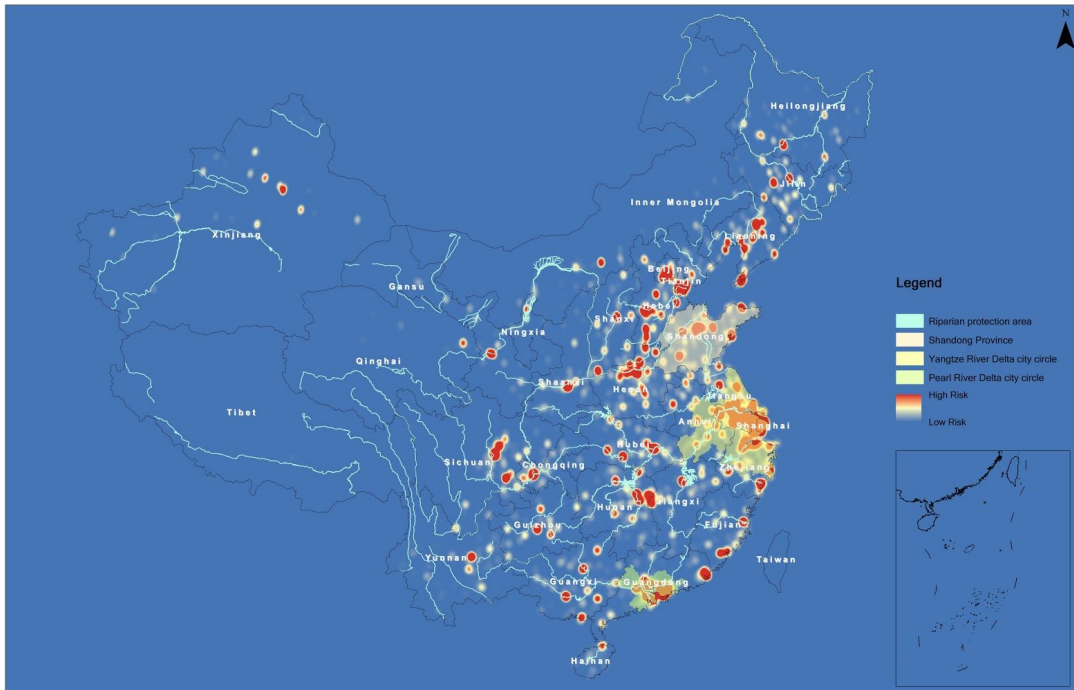 N
Heilongjiang
Jilin
Inner Mongolia
Liaoning
Xinjiang
Beijing
Tianjin
Gansu
Hebei
Shanxi
Ningxia
Shandong
Qinghai
Shaanxi
Henan
Jiangsu
Tibet
Anhui
Shanghai
Hubei
Sichuan
Chongqing
Zhejiang
Hunan
Jiangxi
Guizhou
Fujian
Yunnan
Taiwan
Guangxi
Guangdong
Hainan
Legend
Riparian protection area
Shandong Province
Yangtze River Delta city circle
Pearl River Delta city circle
High Risk
Low Risk